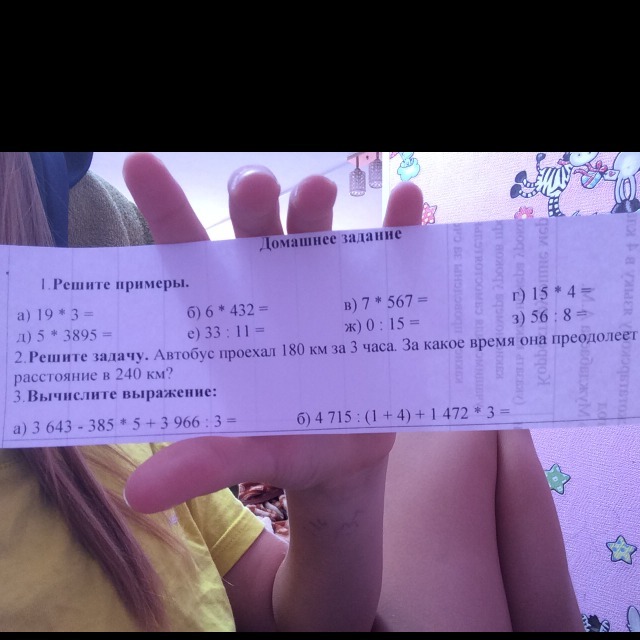 Домашнее задание
1.Решите примеры.
а) 19 * 3 = б) 6 * 432 = в) 7 * 567 = г) 15 * 4 =
д) 5 * 3895 = е) 33 : 11 = ж) 0 : 15 = з) 56 : 8 =
2.Решите задачу. Автобус проехал 180 км за 3 часа. За какое время она преодолеет
расстояние в 240 км?
3.Вычислите выражение:
а) 3 643 - 385 * 5 + 3 966 : 3 = б) 4 715 : (1 + 4) + 1 472 * 3 =